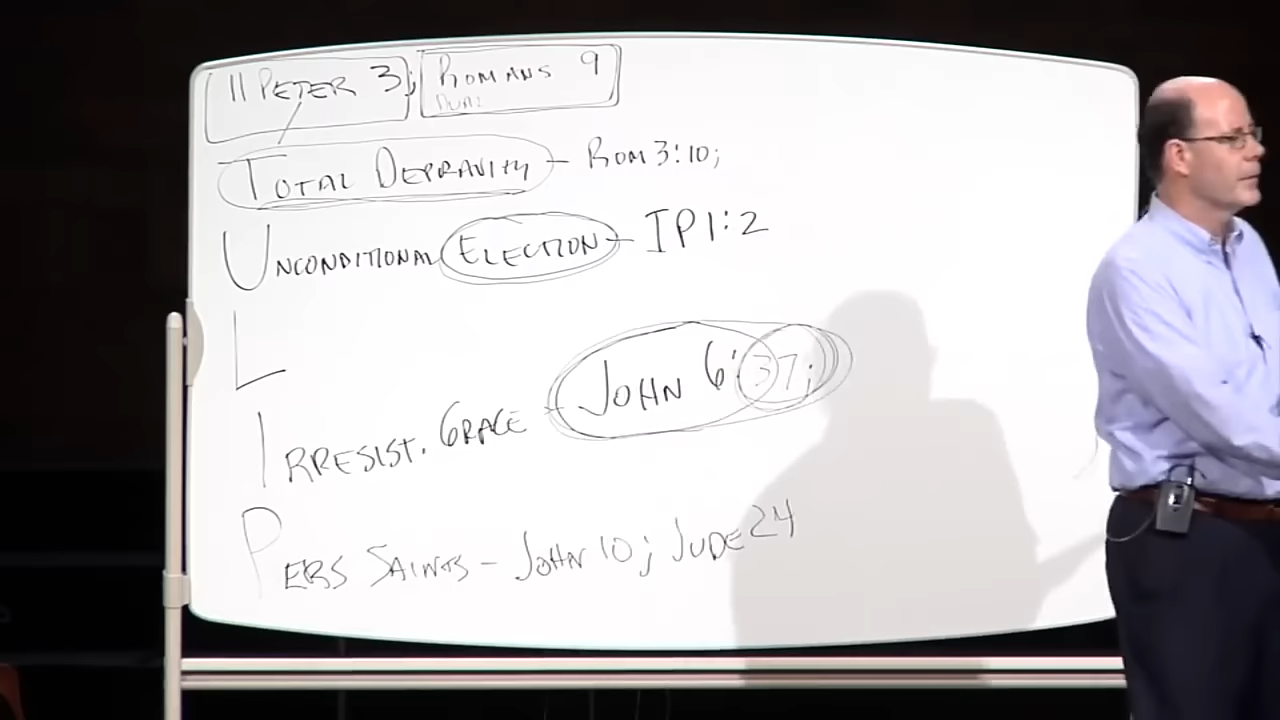 II PETER 3; ROMANS 9
TOTAL DEPRAVITY - ROM 3:10;
UNCONDITIONAL ELECTION - IP1:2
L
IRRESIST. GRACE - JOHN 6:37;
PERS SAINTS - JOHN 10; JUDE 24